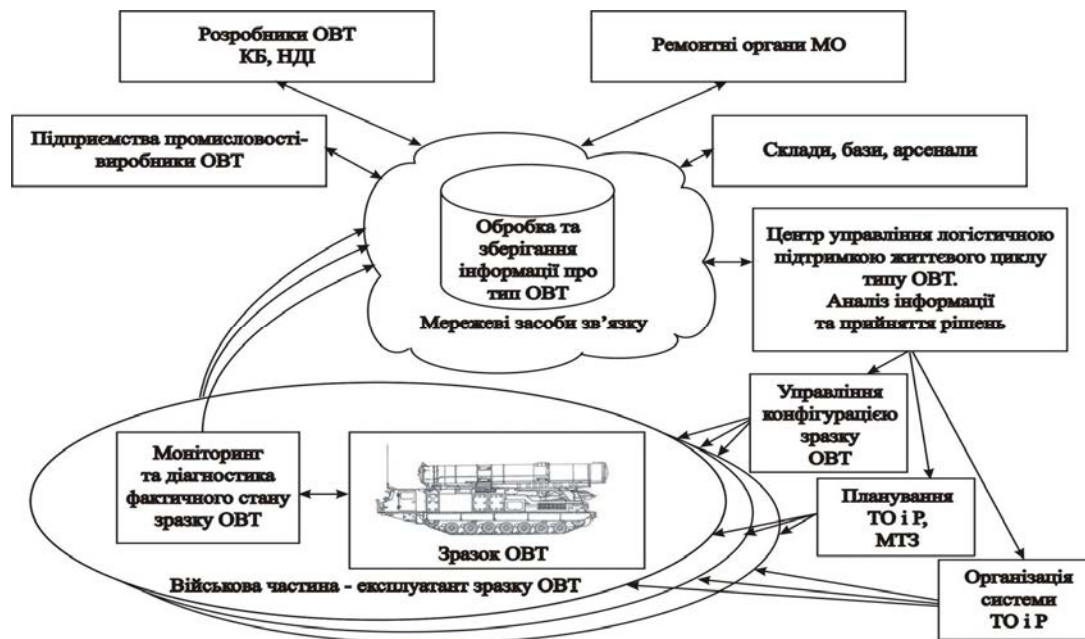 Розробники ОВТ
КБ, НДІ
Ремонтні органи МО
Підприємства промисловості-
виробники ОВТ
Склади, бази, арсенали
Обробка та
зберігання
інформації про
тип ОВТ
Мережеві засоби зв’язку
Центр управління логістичною
підтримкою життєвого циклу
типу ОВТ.
Аналіз інформації
та прийняття рішень
Управління
конфігурацією
зразку
ОВТ
Моніторинг
та діагностика
фактичного стану
зразку ОВТ
Зразок ОВТ
Планування
ТО і Р,
МТЗ
Військова частина - експлуатант зразку ОВТ
Організація
системи
ТО і Р